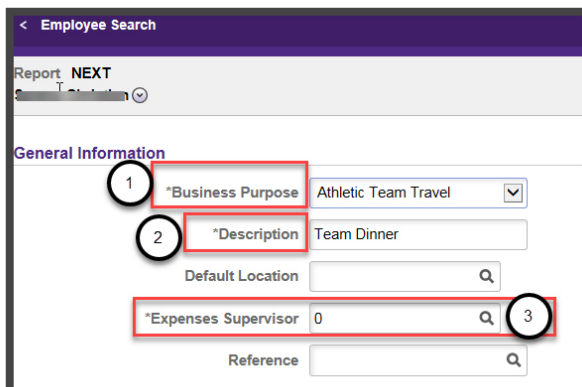 < Employee Search
Report NEXT
General Information
1
*Business Purpose Athletic Team Travel
2
*Description Team Dinner
Default Location
*Expenses Supervisor 0
3
Reference